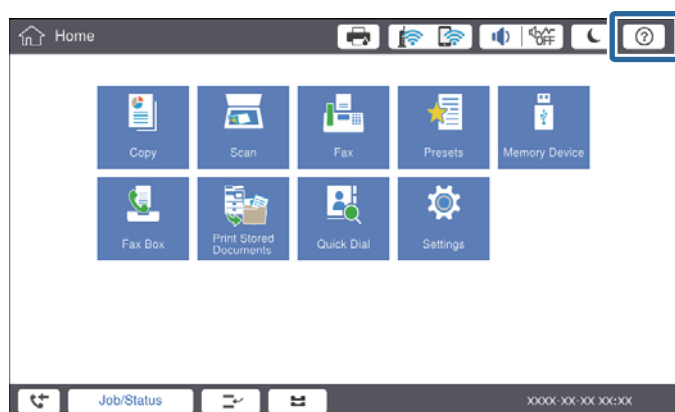 Home
OFF
?
Copy
Scan
Fax
Presets
Memory Device
Fax Box
Print Stored
Documents
Quick Dial
Settings
Job/Status
XXXX-XX-XX XX:XX